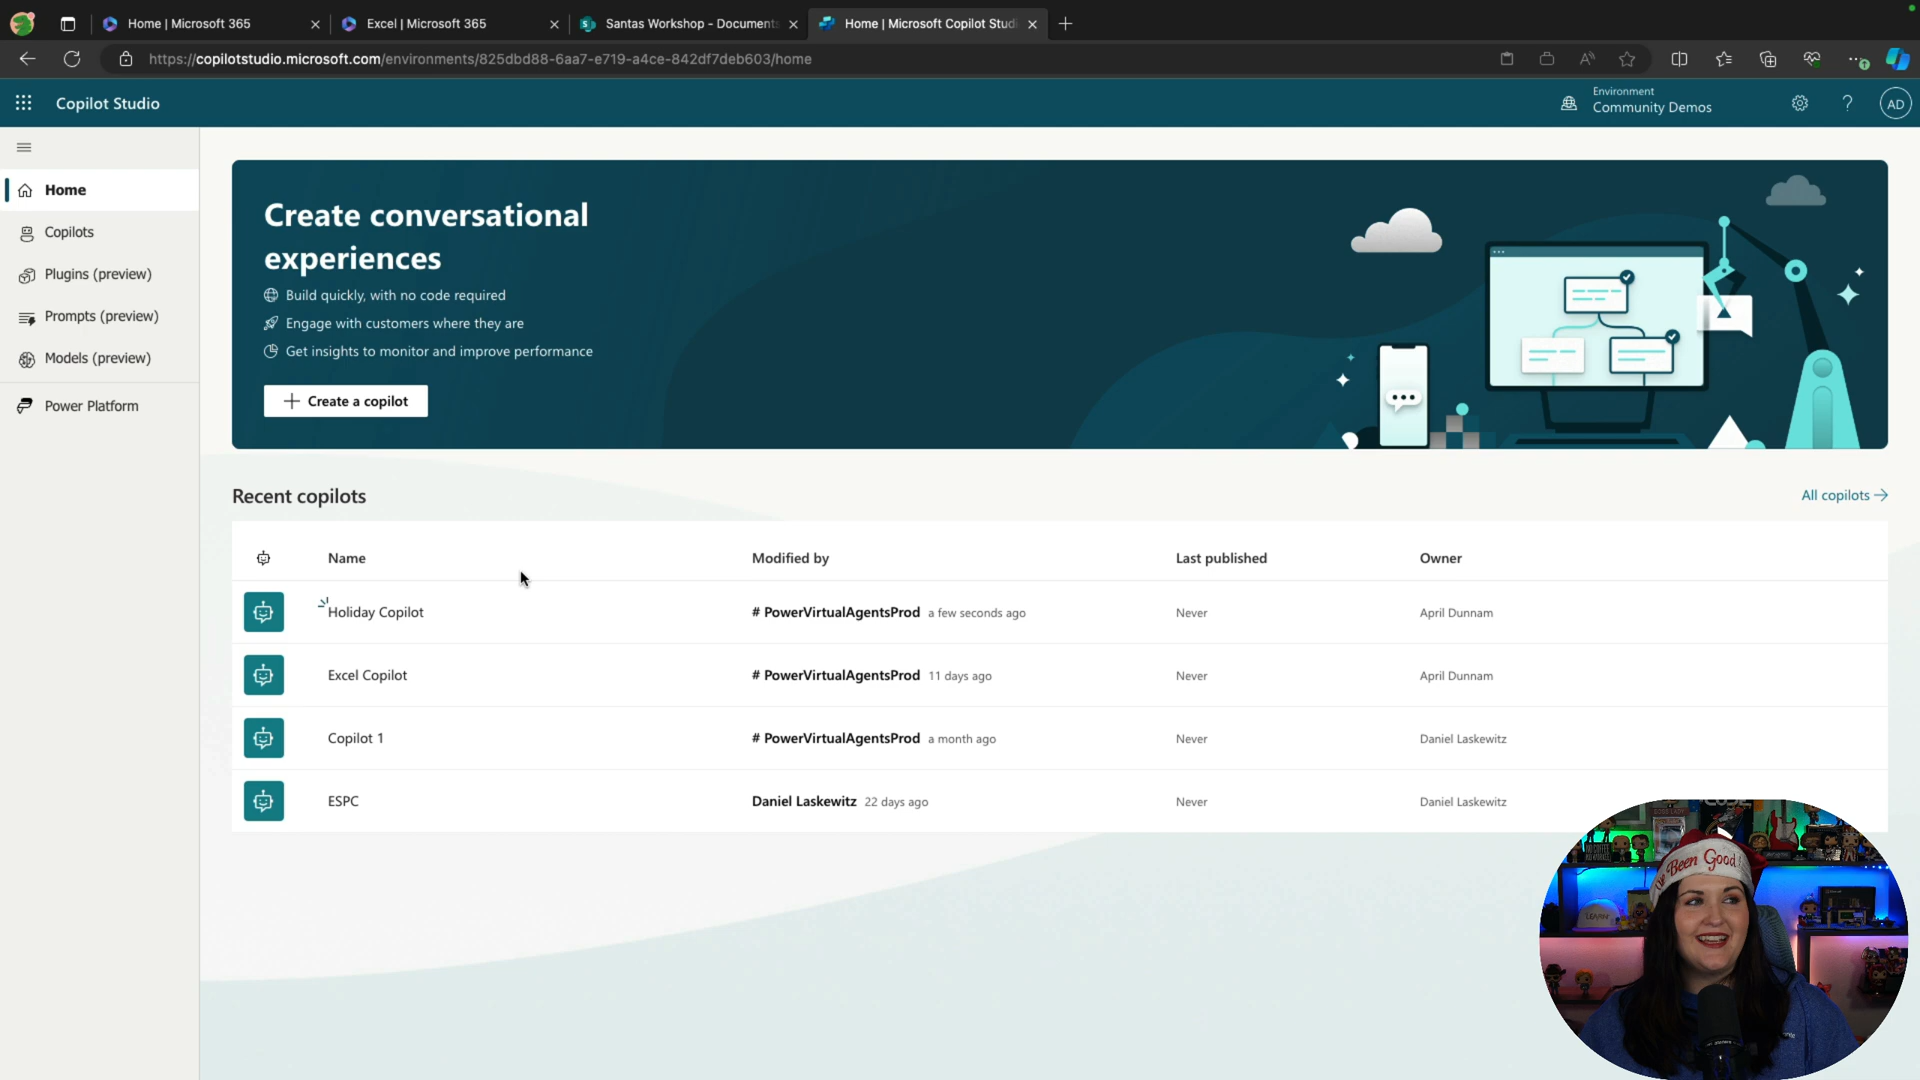 Home | Microsoft 365
Excel | Microsoft 365
Santas Workshop - Documents
Home | Microsoft Copilot Studi
https://copilotstudio.microsoft.com/environments/825dbd88-6aa7-e719-a4ce-842df7deb603/home
Copilot Studio
Environment
Community Demos
AD
Home
Copilots
Plugins (preview)
Prompts (preview)
Models (preview)
Power Platform
Create conversational
experiences
Build quickly, with no code required
Engage with customers where they are
Get insights to monitor and improve performance
Create a copilot
Recent copilots
All copilots
Name Modified by Last published Owner
Holiday Copilot # PowerVirtualAgentsProd a few seconds ago Never April Dunnam
Excel Copilot # PowerVirtualAgentsProd 11 days ago Never April Dunnam
Copilot 1 # PowerVirtualAgentsProd a month ago Never Daniel Laskewitz
ESPC Daniel Laskewitz 22 days ago Never Daniel Laskewitz
Been Good!